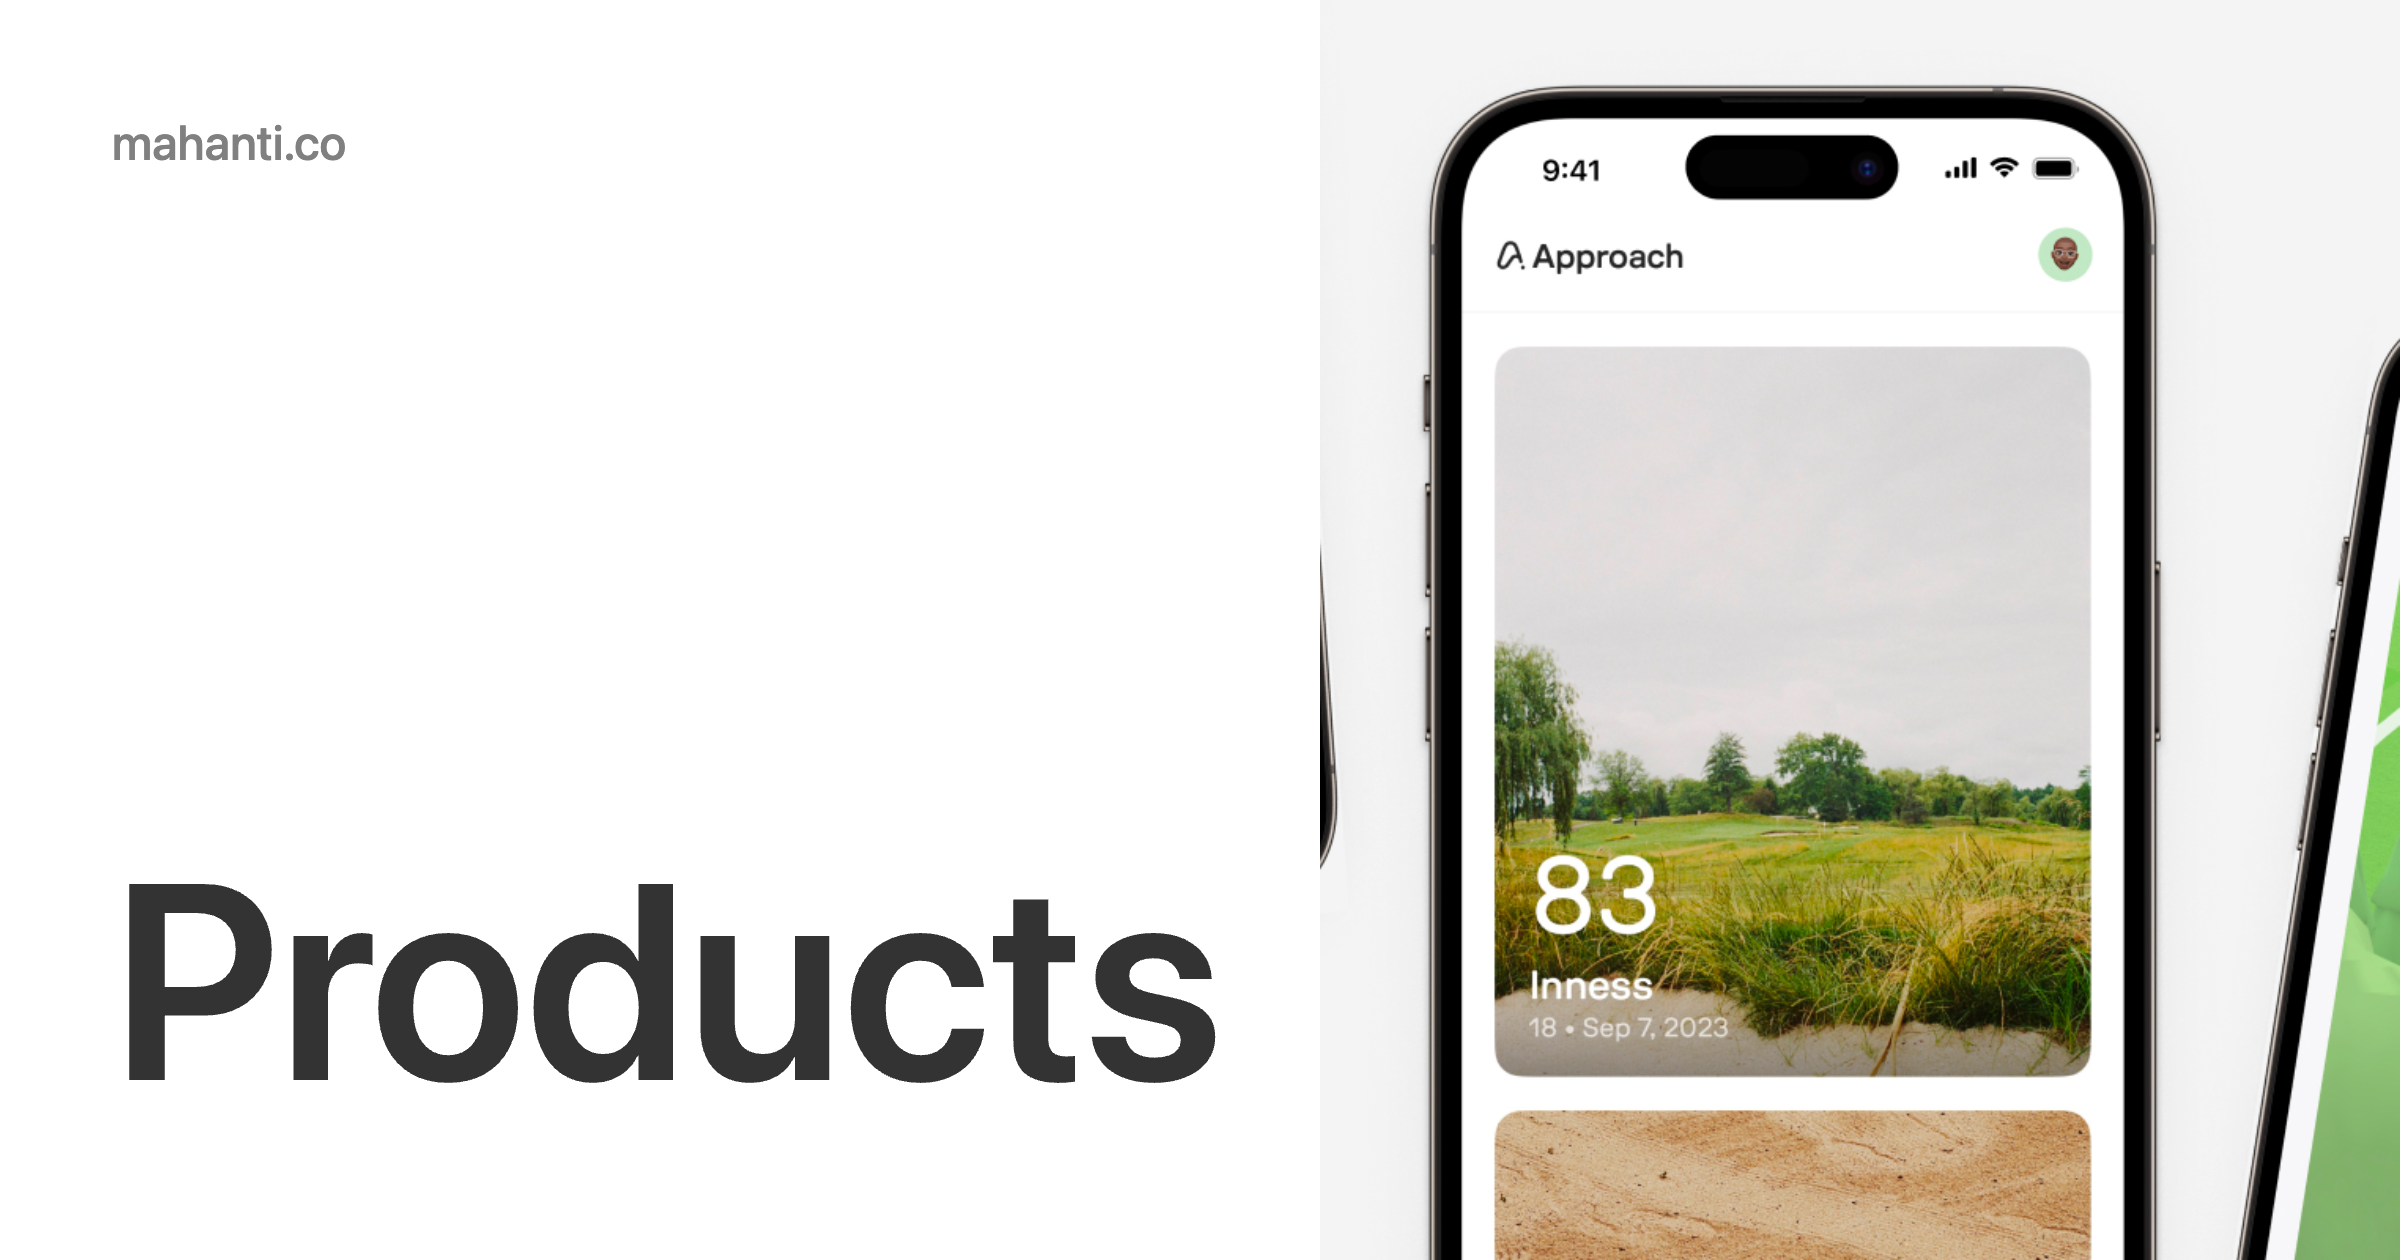 mahanti.co
Products
9:41
Approach
83
Inness
18 • Sep 7, 2023